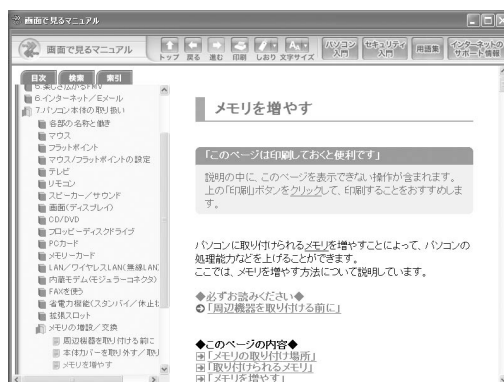 画面で見るマニュアル
画面で見るマニュアル
トップ 戻る 進む 印刷 しおり 文字サイズ
パソコン入門 セキュリティ入門 用語集 インターネットのサポート情報
目次 検索 索引
6.インターネット/Eメール
7.パソコン本体の取り扱い
各部の名称と働き
マウス
フラットポイント
マウス/フラットポイントの設定
テレビ
リモコン
スピーカー/サウンド
画面(ディスプレイ)
CD/DVD
フロッピーディスクドライブ
PCカード
メモリーカード
LAN/ワイヤレスLAN(無線LAN
内蔵モデム(モジュラーコネクタ)
FAXを使う
省電力機能(スタンバイ/休止
拡張スロット
メモリの増設/交換
周辺機器を取り付ける前に
本体カバーを取り外す/取り
メモリを増やす
メモリを増やす
「このページは印刷しておくと便利です」
説明の中に、このページを表示できない操作が含まれます。
上の「印刷」ボタンをクリックして、印刷することをおすすめしま
す。
パソコンに取り付けられるメモリを増やすことによって、パソコンの
処理能力などを上げることができます。
ここでは、メモリを増やす方法について説明しています。
◆必ずお読みください◆
「周辺機器を取り付ける前に」
◆このページの内容◆
「メモリの取り付け場所」
「取り付けられるメモリ」
「メモリを増やす」